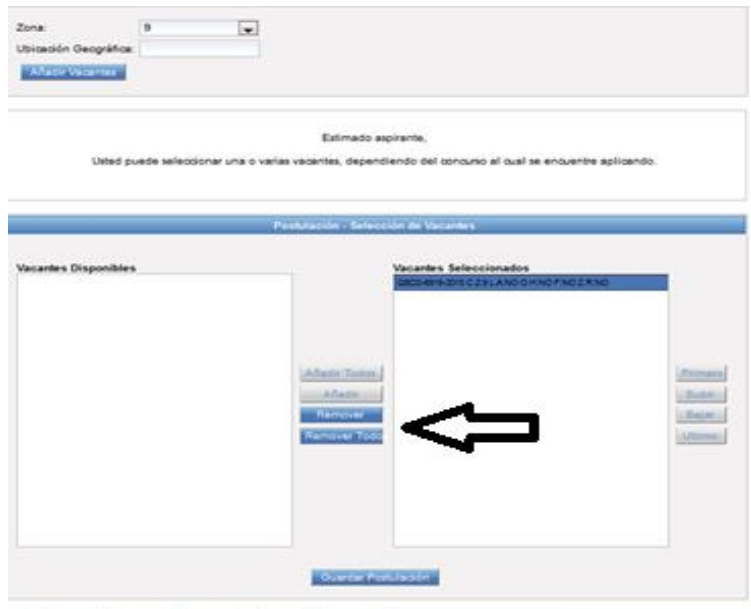 Zona: 9
Ubicación Geográfica:
Añadir Vacantes
Estimado aspirante,
Usted puede seleccionar una o varias vacantes, dependiendo del concurso al cual se encuentre aplicando.
Postulación - Selección de Vacantes
Vacantes Disponibles
Vacantes Seleccionados
Añadir Todos
Añadir
Remover
Remover Todo
Primero
Subir
Bajar
Ultimo
Guardar Postulación